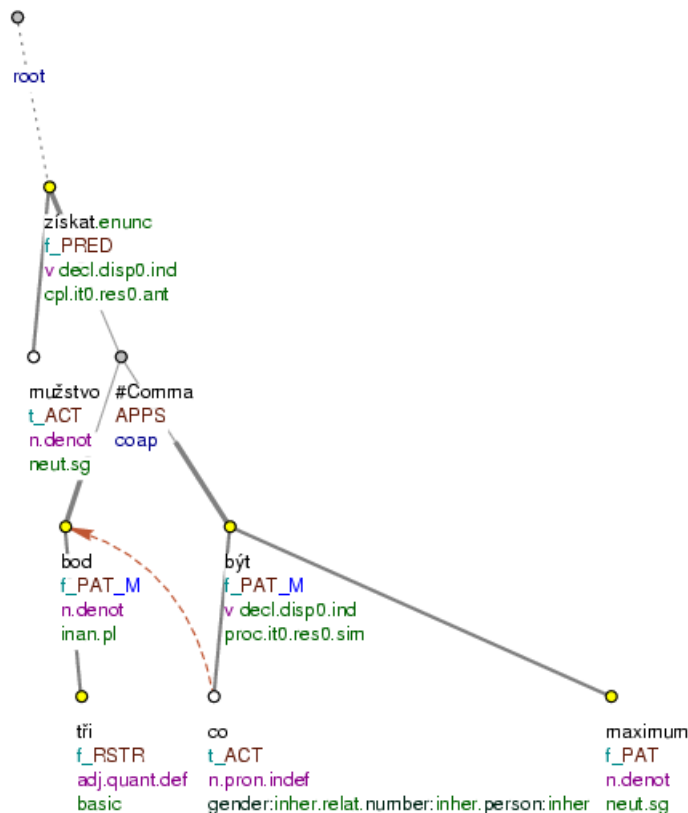 root
získat.enunc
f_PRED
v decl.disp0.ind
cpl.it0.res0.ant
mužstvo
t_ACT
n.denot
neut.sg
#Comma
APPS
coap
bod
f_PAT_M
n.denot
inan.pl
být
f_PAT_M
v decl.disp0.ind
proc.it0.res0.sim
tři
f_RSTR
adj.quant.def
basic
co
t_ACT
n.pron.indef
gender:inher.relat.number:inher.person:inher
maximum
f_PAT
n.denot
neut.sg